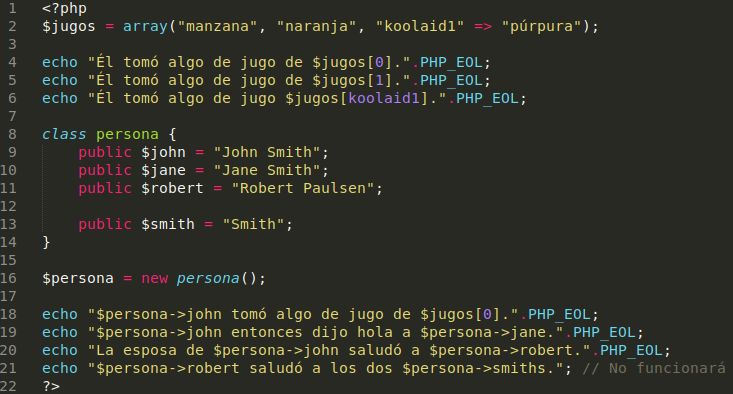 1 <?php
2 $jugos = array("manzana", "naranja", "koolaid1" => "púrpura");
3
4 echo "Él tomó algo de jugo de $jugos[0].".PHP_EOL;
5 echo "Él tomó algo de jugo de $jugos[1].".PHP_EOL;
6 echo "Él tomó algo de jugo $jugos[koolaid1].".PHP_EOL;
7
8 class persona {
9     public $john = "John Smith";
10     public $jane = "Jane Smith";
11     public $robert = "Robert Paulsen";
12
13     public $smith = "Smith";
14 }
15
16 $persona = new persona();
17
18 echo "$persona->john tomó algo de jugo de $jugos[0].".PHP_EOL;
19 echo "$persona->john entonces dijo hola a $persona->jane.".PHP_EOL;
20 echo "La esposa de $persona->john saludó a $persona->robert.".PHP_EOL;
21 echo "$persona->robert saludó a los dos $persona->smiths."; // No funcionará
22 ?>